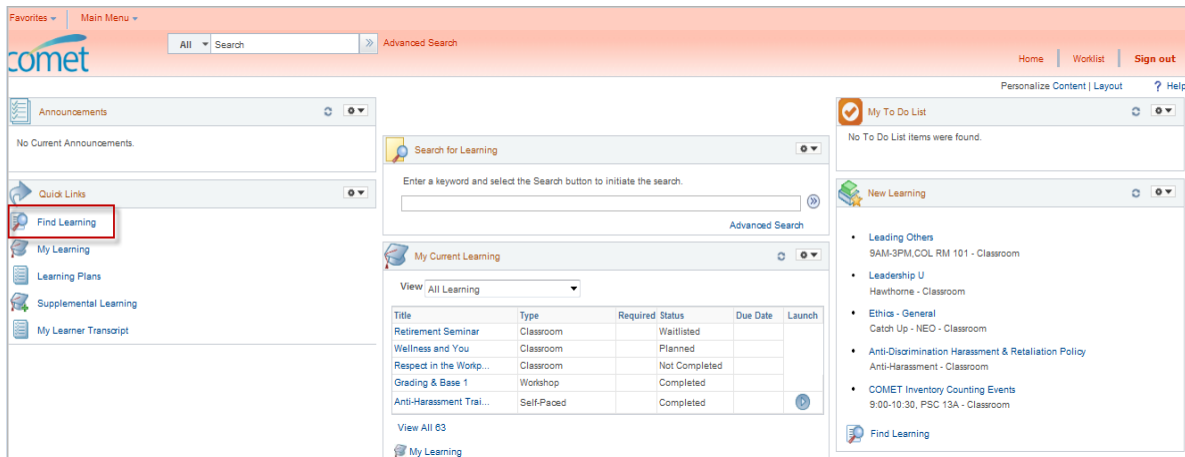 Favorites Main Menu
comet
All Search Advanced Search
Home Worklist Sign out
Personalize Content | Layout ? Help
Announcements
No Current Announcements.
Quick Links
Find Learning
My Learning
Learning Plans
Supplemental Learning
My Learner Transcript
Search for Learning
Enter a keyword and select the Search button to initiate the search.
Advanced Search
My Current Learning
View All Learning
Title Type Required Status Due Date Launch
Retirement Seminar Classroom Waitlisted
Wellness and You Classroom Planned
Respect in the Workp... Classroom Not Completed
Grading & Base 1 Workshop Completed
Anti-Harassment Trai... Self-Paced Completed
View All 63
My Learning
My To Do List
No To Do List items were found.
New Learning
• Leading Others
9AM-3PM,COL RM 101 - Classroom
• Leadership U
Hawthorne - Classroom
• Ethics - General
Catch Up - NEO - Classroom
• Anti-Discrimination Harassment & Retaliation Policy
Anti-Harassment - Classroom
• COMET Inventory Counting Events
9:00-10:30, PSC 13A - Classroom
Find Learning